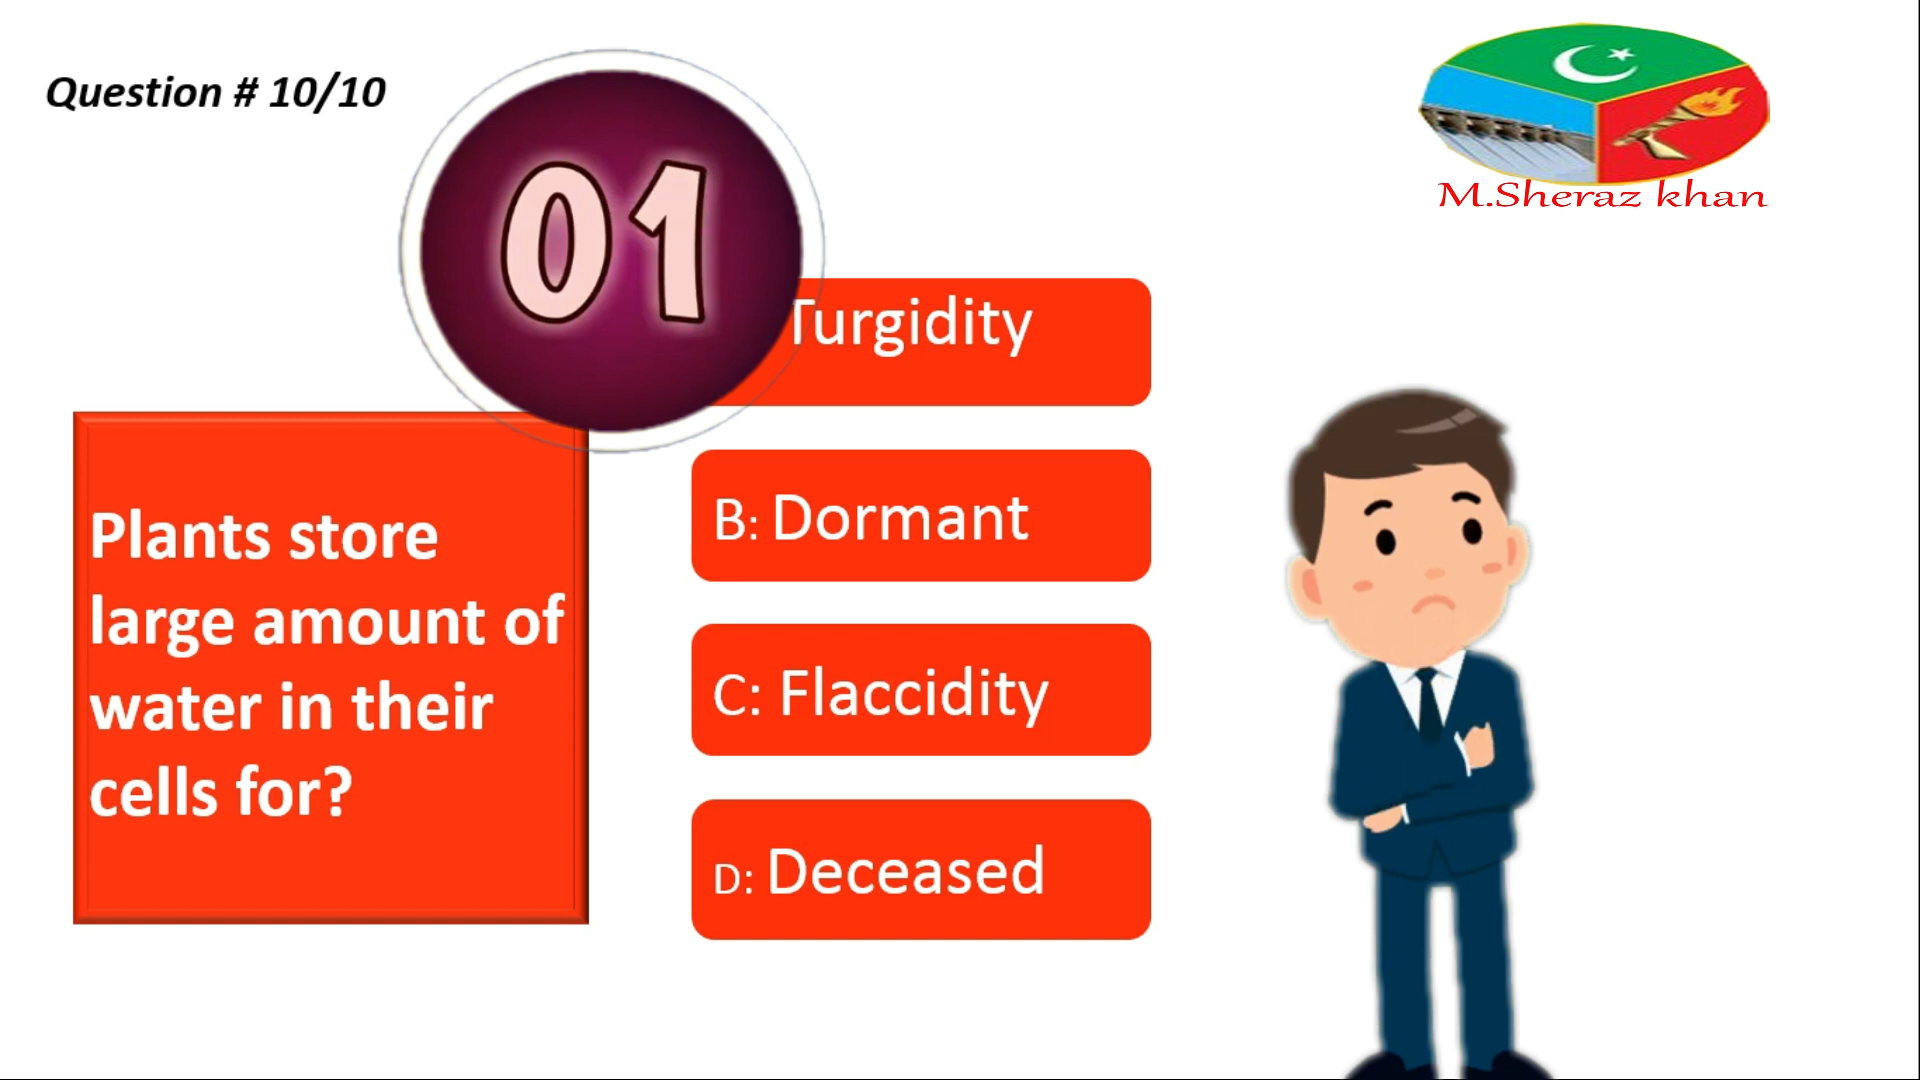 Question # 10/10
01
M.Sheraz khan
Turgidity
Plants store
large amount of
water in their
cells for?
B: Dormant
C: Flaccidity
D: Deceased